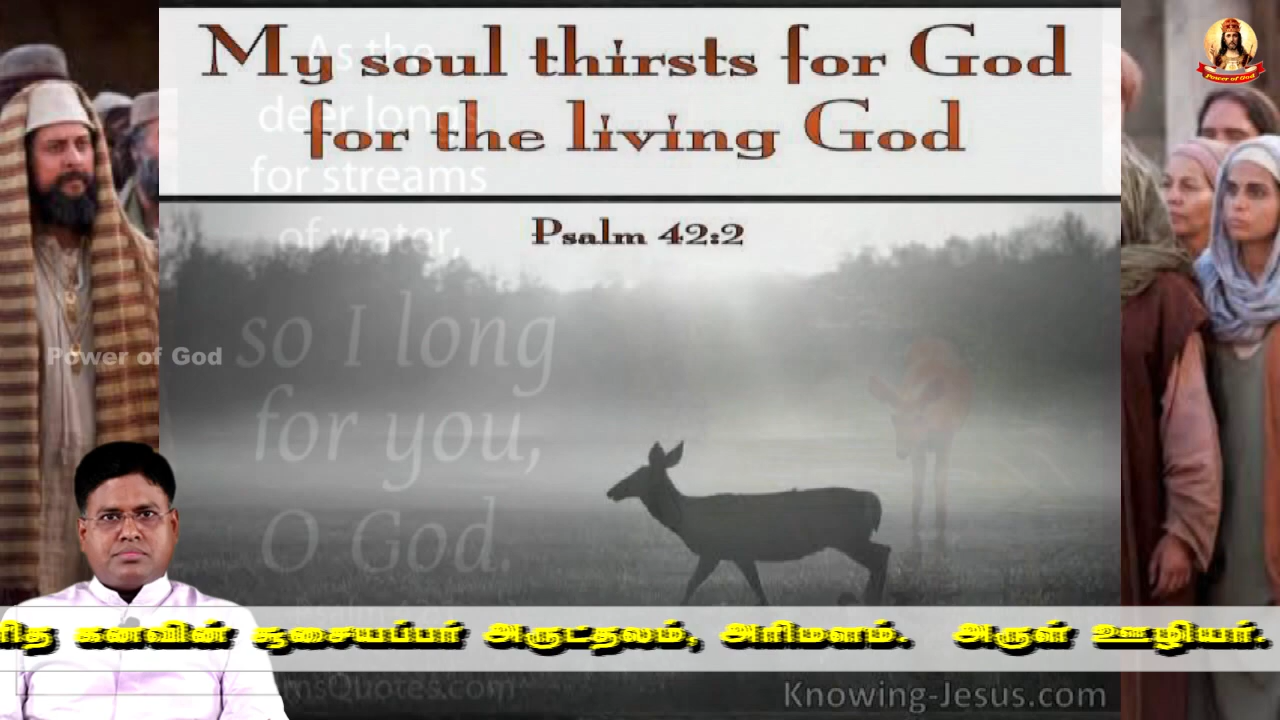 My soul thirsts for God
for the living God
Psalm 42:2
As the
deer longs
for streams
of water,
so I long
for you,
O God.
Power of God
Power of God
ரித கனவின் சூசையப்பர் அருட்தலம், அரிமளம். அருள் ஊழியர்.
Knowing-Jesus.com
msQuotes.com